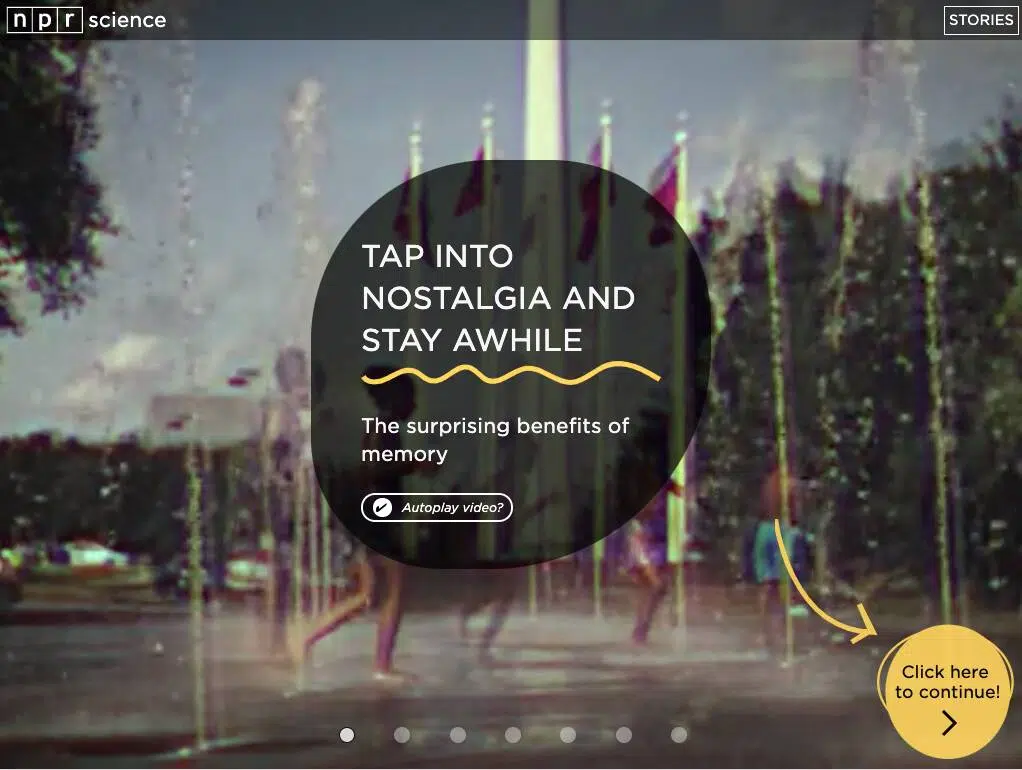 npr science
STORIES
TAP INTO
NOSTALGIA AND
STAY AWHILE
The surprising benefits of
memory
Autoplay video?
Click here
to continue!